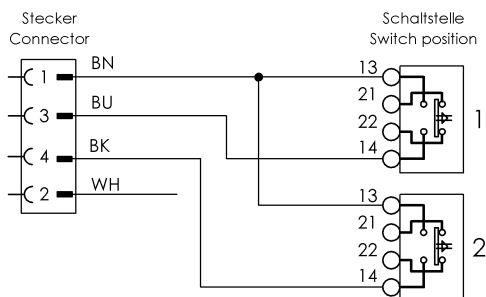 Stecker
Connector
Schaltstelle
Switch position
1 BN
3 BU
4 BK
2 WH
13
21
22
14
1
13
21
22
14
2